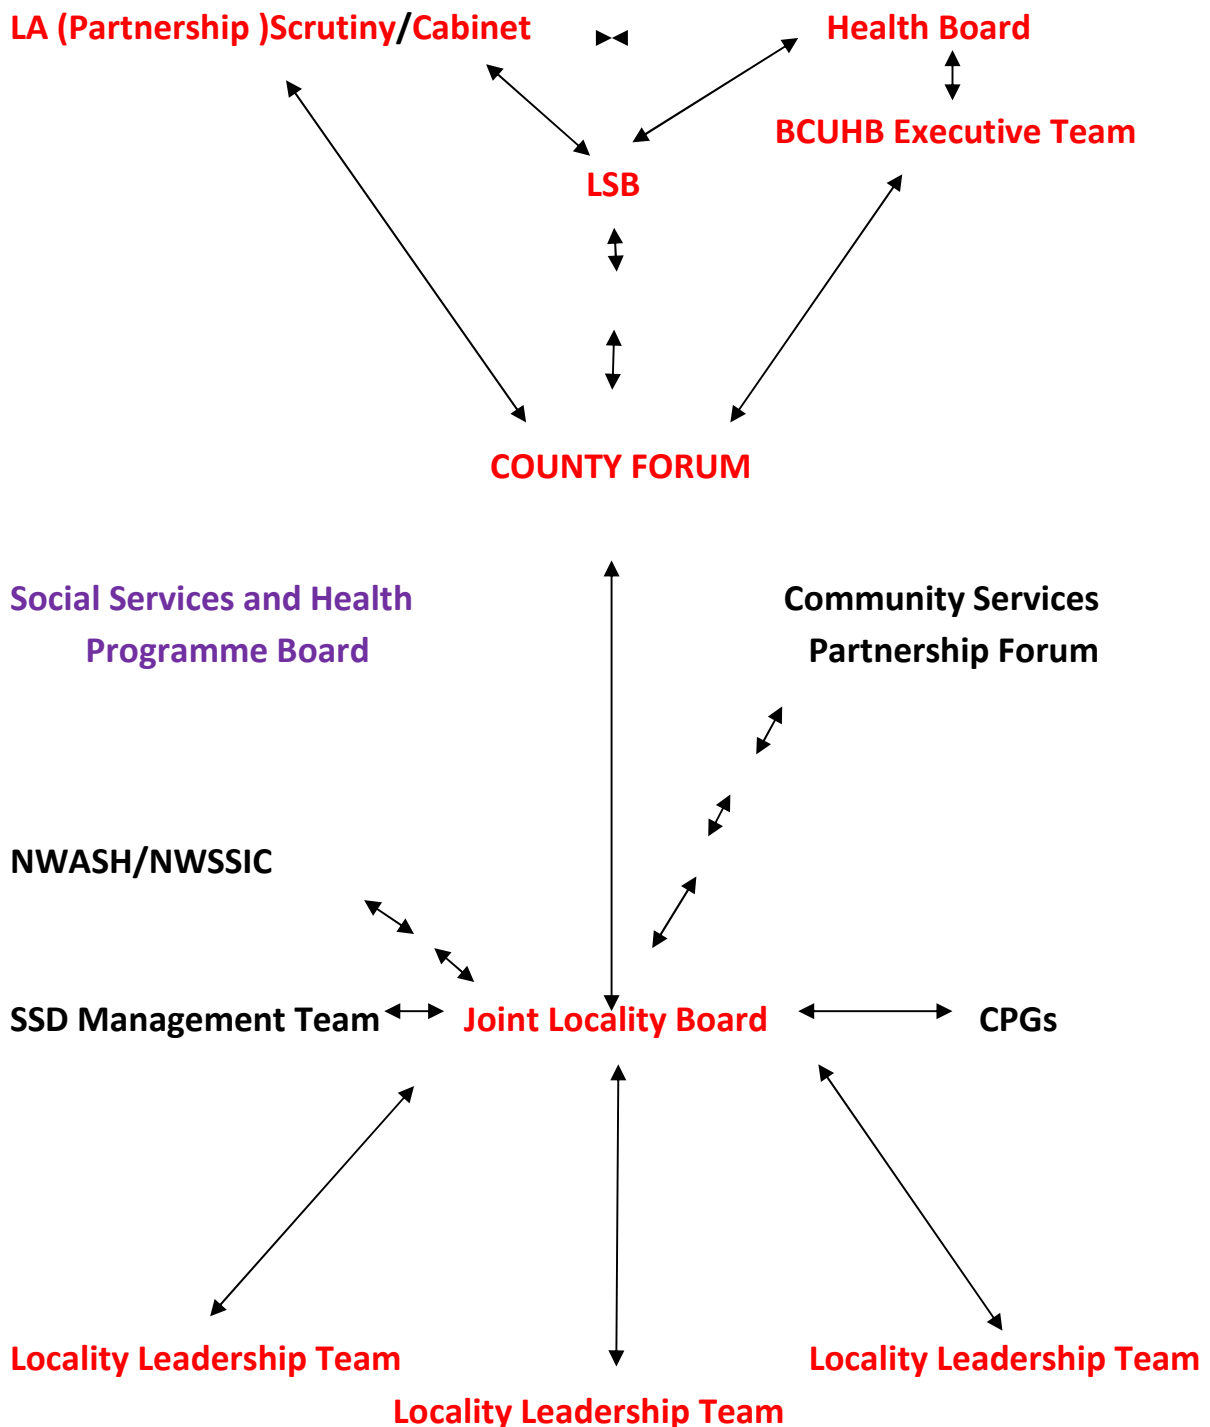 LA (Partnership )Scrutiny/Cabinet
Health Board
BCUHB Executive Team
LSB
COUNTY FORUM
Social Services and Health
Programme Board
Community Services
Partnership Forum
NWASH/NWSSIC
SSD Management Team
Joint Locality Board
CPGs
Locality Leadership Team
Locality Leadership Team
Locality Leadership Team